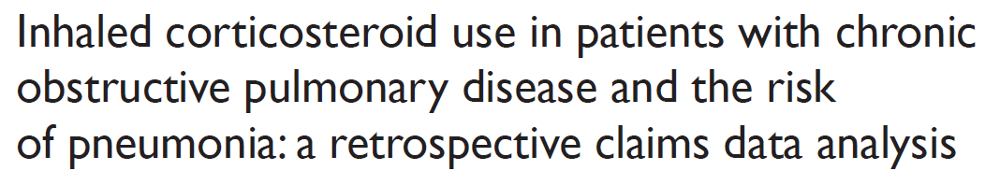 Inhaled corticosteroid use in patients with chronic
obstructive pulmonary disease and the risk
of pneumonia: a retrospective claims data analysis